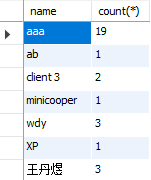 name count(*)
aaa 19
ab 1
client 3 2
minicooper 1
wdy 3
XP 1
王丹煜 3